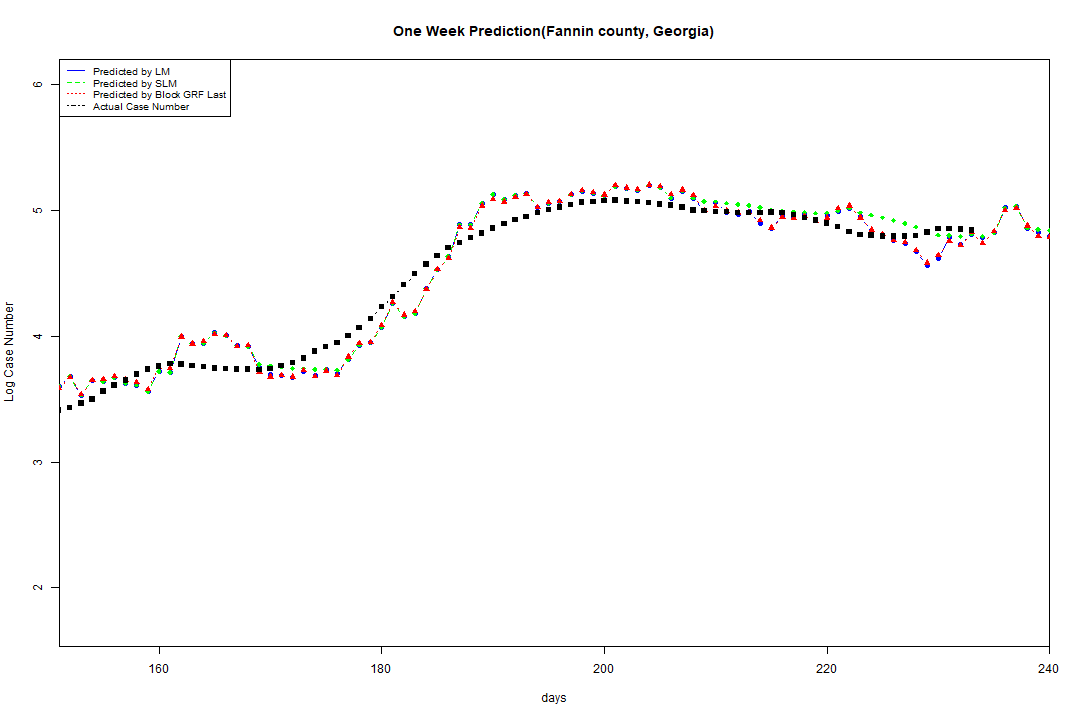 One Week Prediction(Fannin county, Georgia)
Predicted by LM
Predicted by SLM
Predicted by Block GRF Last
Actual Case Number
6
5
4
3
2
Log Case Number
160 180 200 220 240
days